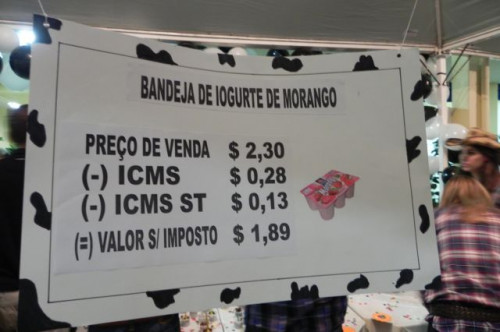 BANDEJA DE IOGURTE DE MORANGO
PREÇO DE VENDA $ 2,30
(-) ICMS $ 0,28
(-) ICMS ST $ 0,13
(=) VALOR S/ IMPOSTO $ 1,89